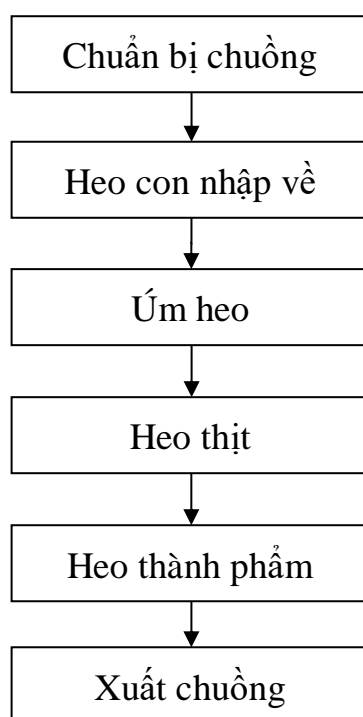 Chuẩn bị chuồng
Heo con nhập về
Úm heo
Heo thịt
Heo thành phẩm
Xuất chuồng